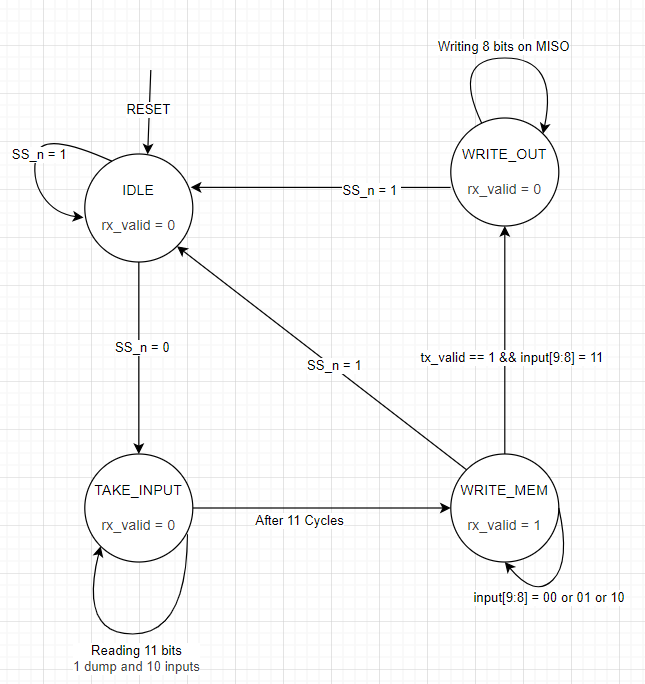 Writing 8 bits on MISO
RESET
SS_n = 1
WRITE_OUT
rx_valid = 0
IDLE
rx_valid = 0
SS_n = 1
SS_n = 0
SS_n = 1
tx_valid == 1 && input[9:8] = 11
TAKE_INPUT
rx_valid = 0
WRITE_MEM
rx_valid = 1
After 11 Cycles
input[9:8] = 00 or 01 or 10
Reading 11 bits
1 dump and 10 inputs